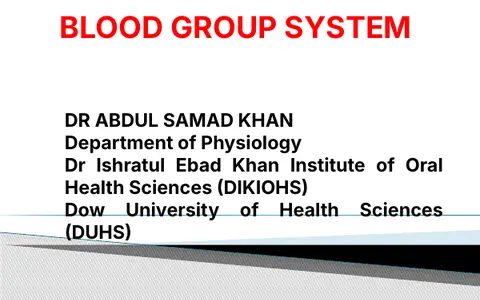 BLOOD GROUP SYSTEM
DR ABDUL SAMAD KHAN
Department of Physiology
Dr Ishratul Ebad Khan Institute of Oral
Health Sciences (DIKIOHS)
Dow University of Health Sciences
(DUHS)